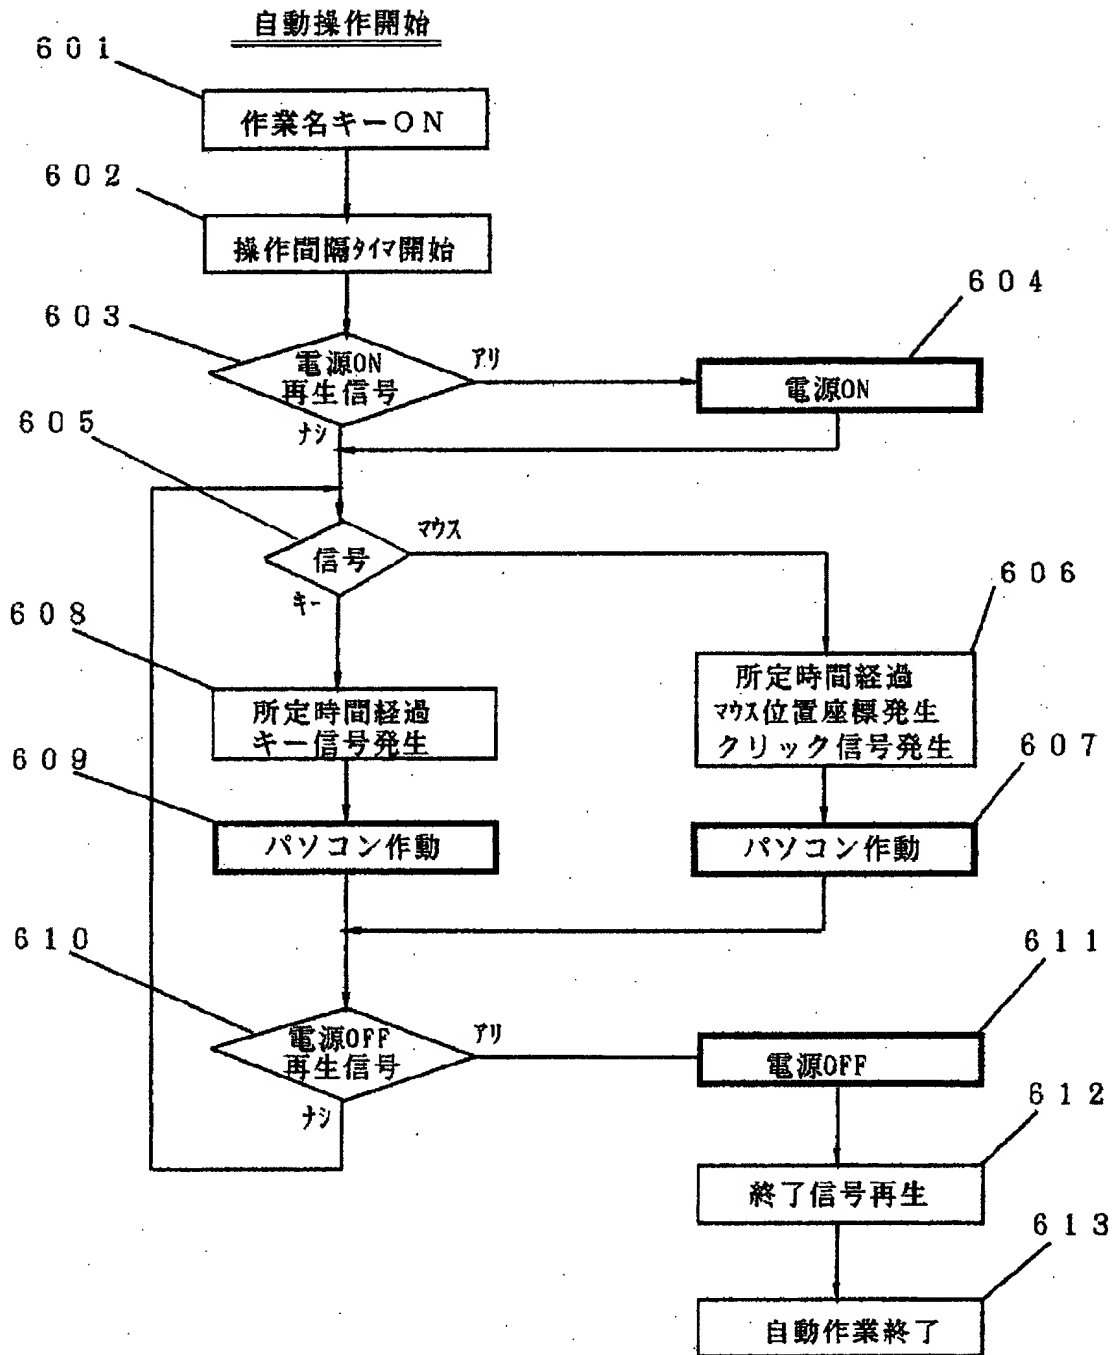 自動操作開始
601
作業名キーON
602
操作間隔ﾀｲﾏ開始
603
電源ON
再生信号
ｱﾘ
604
電源ON
ﾅｼ
605
信号
ﾏｳｽ
ｷｰ
606
所定時間経過
ﾏｳｽ位置座標発生
クリック信号発生
608
所定時間経過
キー信号発生
607
パソコン作動
609
パソコン作動
610
電源OFF
再生信号
ｱﾘ
611
電源OFF
ﾅｼ
612
終了信号再生
613
自動作業終了